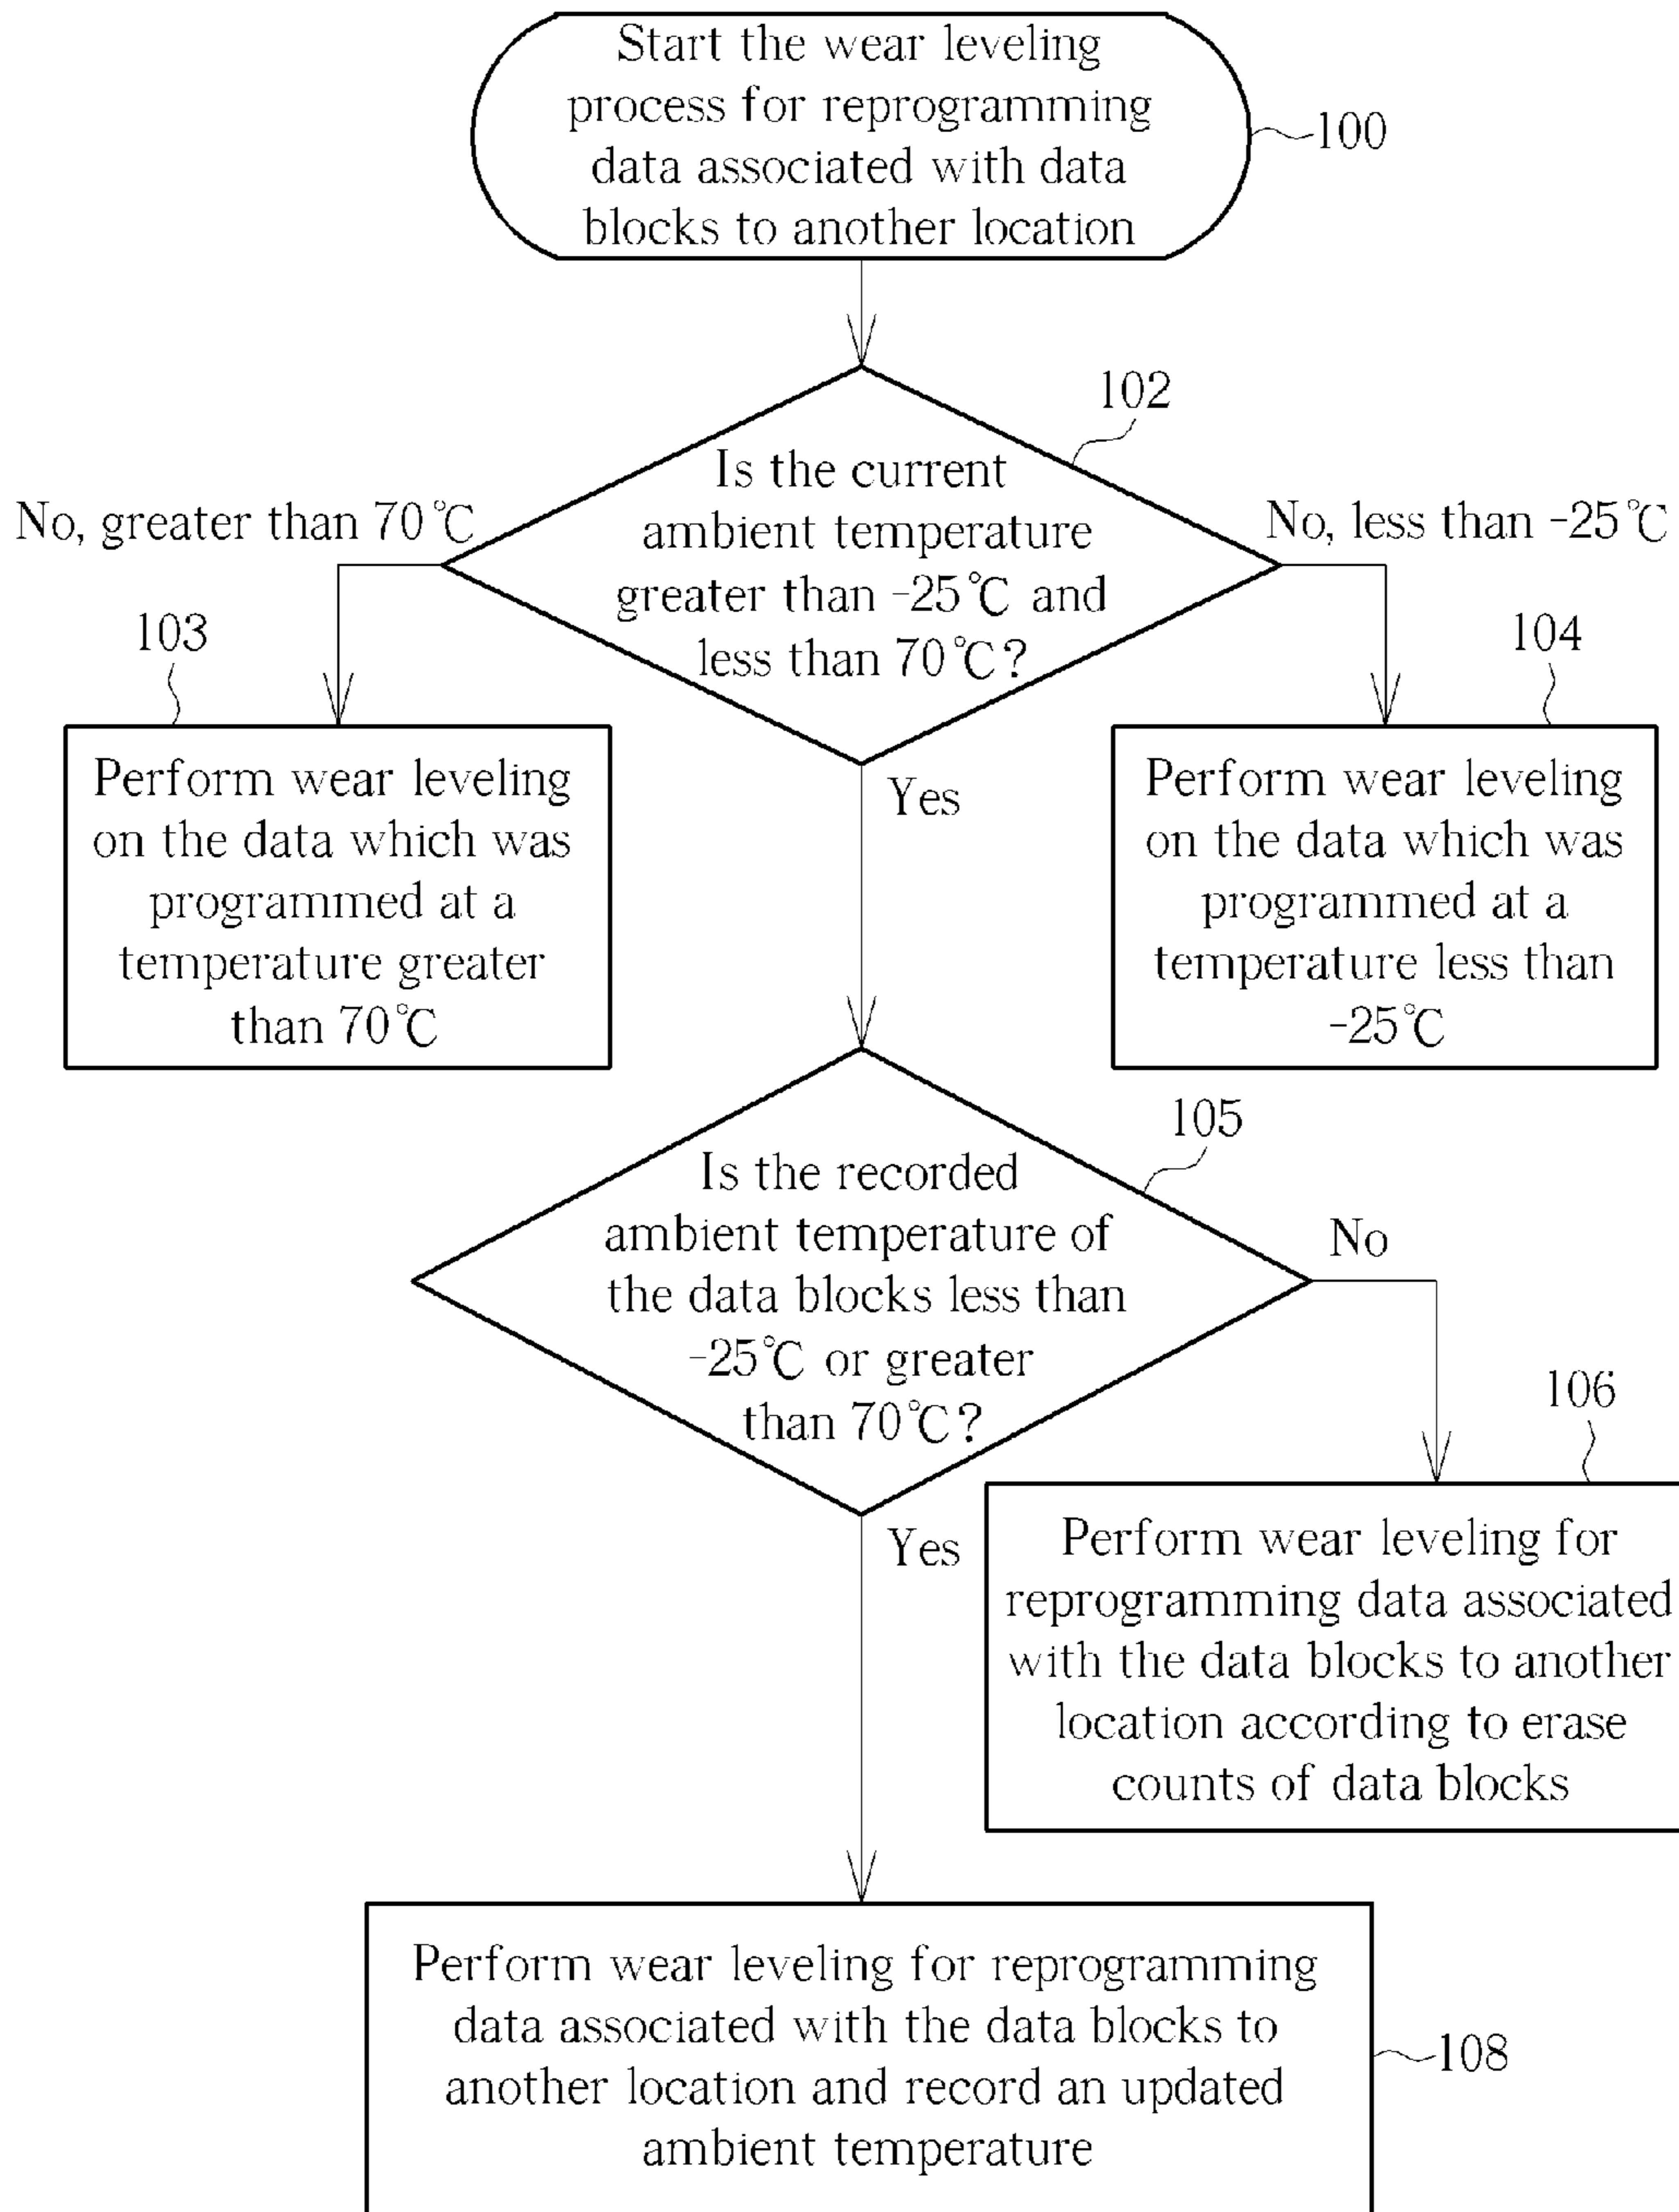 Start the wear leveling
process for reprogramming
data associated with data
blocks to another location
100
102
Is the current
ambient temperature
greater than -25℃ and
less than 70℃?
No, greater than 70℃
No, less than -25℃
103
104
Perform wear leveling
on the data which was
programmed at a
temperature greater
than 70℃
Perform wear leveling
on the data which was
programmed at a
temperature less than
-25℃
Yes
105
Is the recorded
ambient temperature of
the data blocks less than
-25℃ or greater
than 70℃?
No
106
Perform wear leveling for
reprogramming data associated
with the data blocks to another
location according to erase
counts of data blocks
Yes
Perform wear leveling for reprogramming
data associated with the data blocks to
another location and record an updated
ambient temperature
108